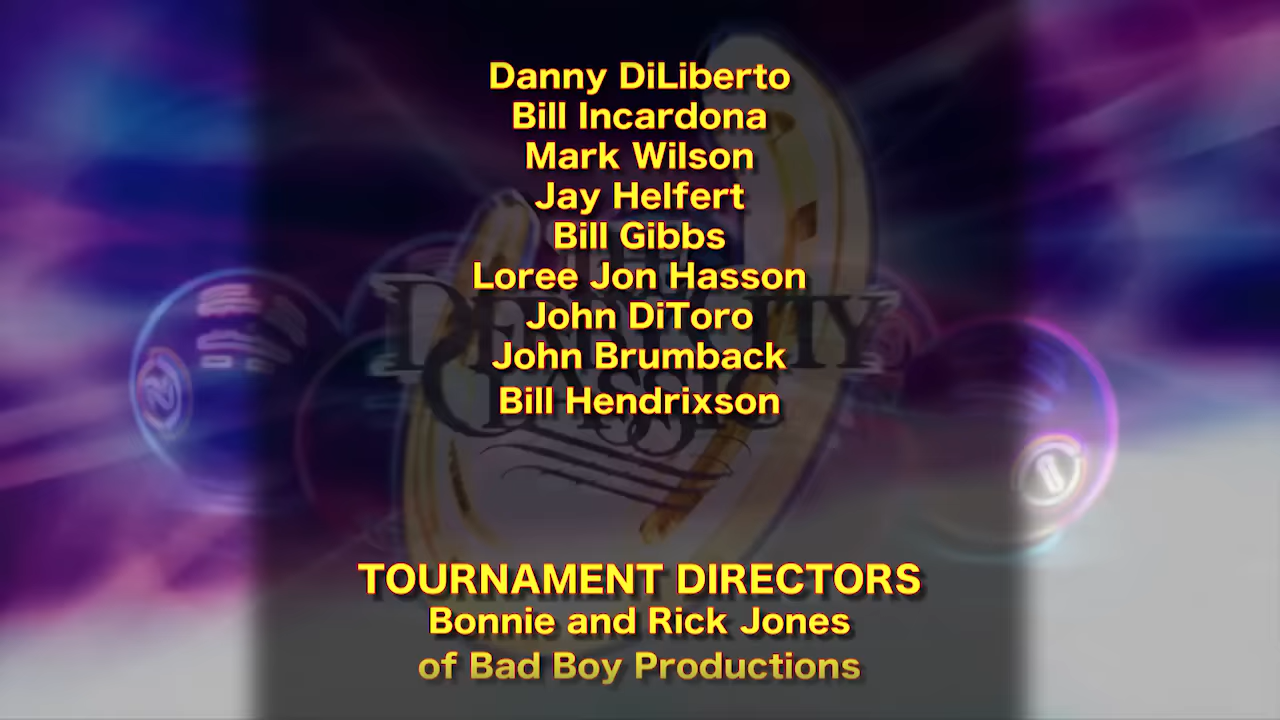 Danny DiLiberto
Bill Incardona
Mark Wilson
Jay Helfert
Bill Gibbs
Loree Jon Hasson
John DiToro
John Brumback
Bill Hendrixson
Classic
TOURNAMENT DIRECTORS
Bonnie and Rick Jones
of Bad Boy Productions